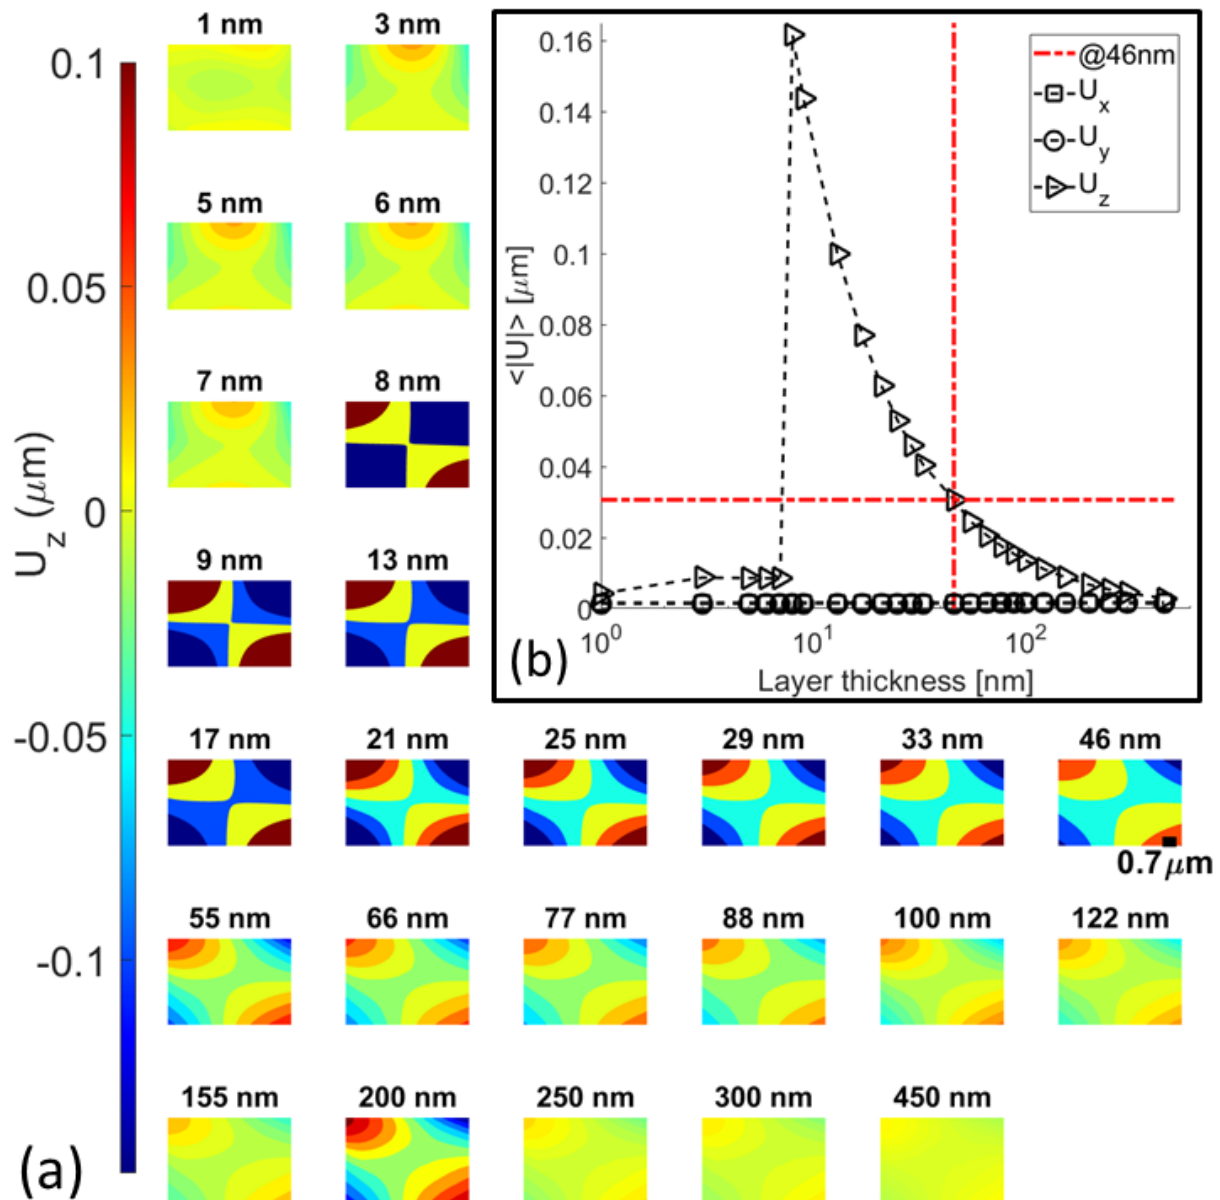 1 nm 3 nm
0.1
5 nm 6 nm
0.05
7 nm 8 nm
U_z (μm)
0
9 nm 13 nm
-0.05
17 nm 21 nm 25 nm 29 nm 33 nm 46 nm
0.7μm
55 nm 66 nm 77 nm 88 nm 100 nm 122 nm
-0.1
155 nm 200 nm 250 nm 300 nm 450 nm
(a)
0.16
0.14
0.12
0.1
0.08
0.06
0.04
0.02
0
<|U|> [μm]
@46nm
U_x
U_y
U_z
10^0 10^1 10^2
(b)
Layer thickness [nm]